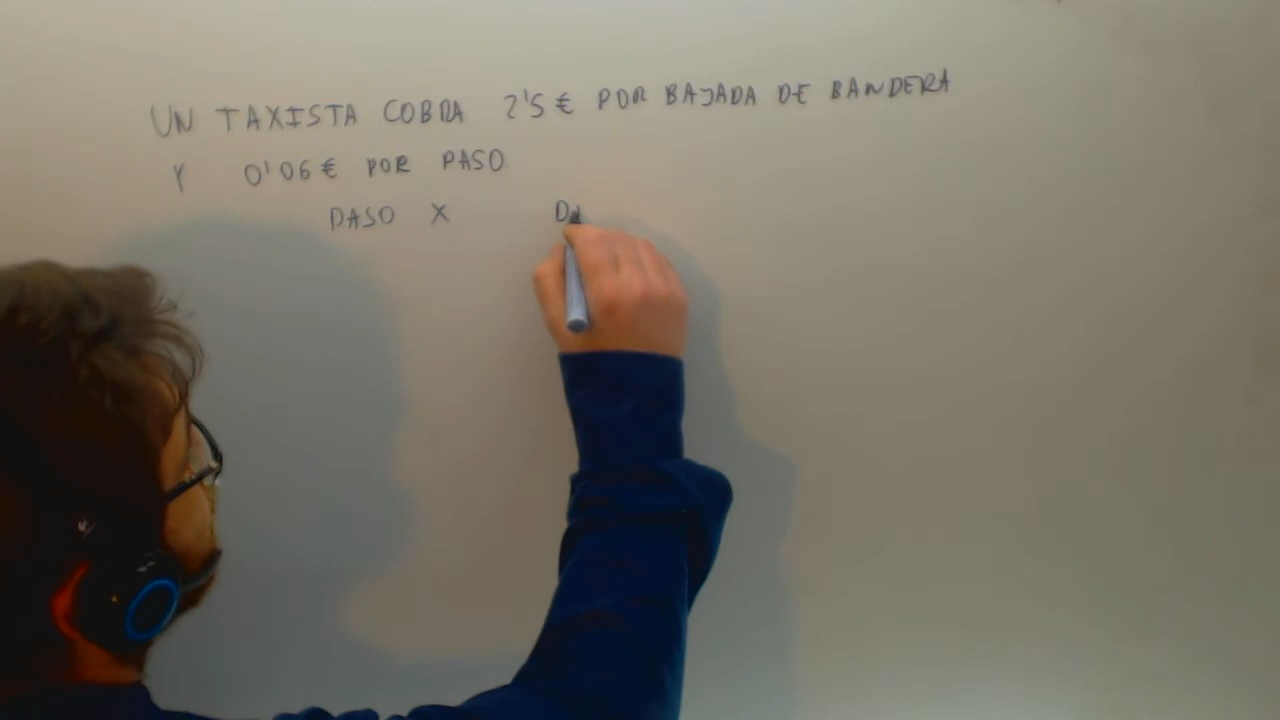 UN TAXISTA COBRA 2'5 € POR BAJADA DE BANDERA
Y 0'06 € POR PASO
PASO X